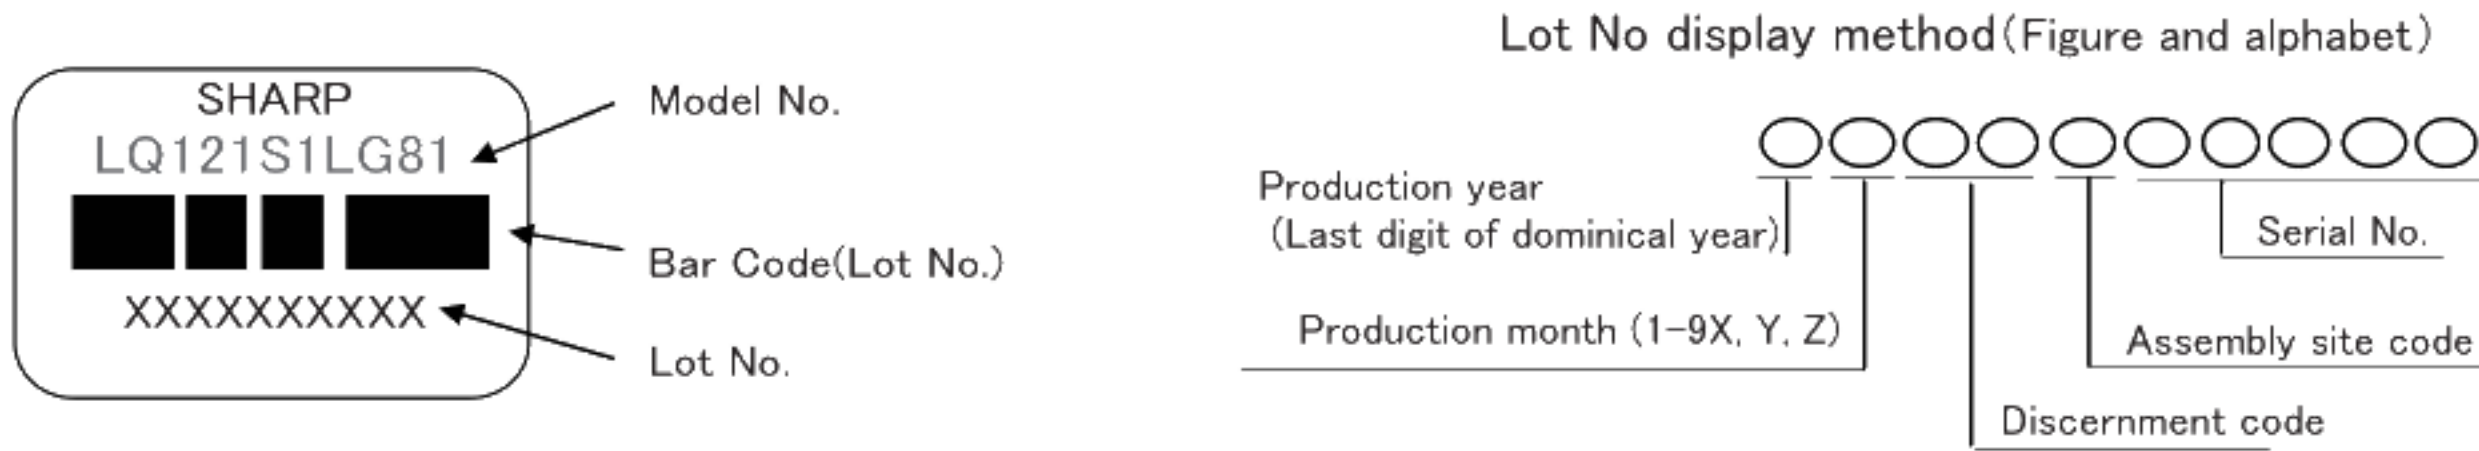 SHARP
LQ121S1LG81
XXXXXXXXXX
Model No.
Bar Code(Lot No.)
Lot No.
Lot No display method(Figure and alphabet)
Production year
(Last digit of dominical year)
Serial No.
Production month (1-9X, Y, Z)
Assembly site code
Discernment code